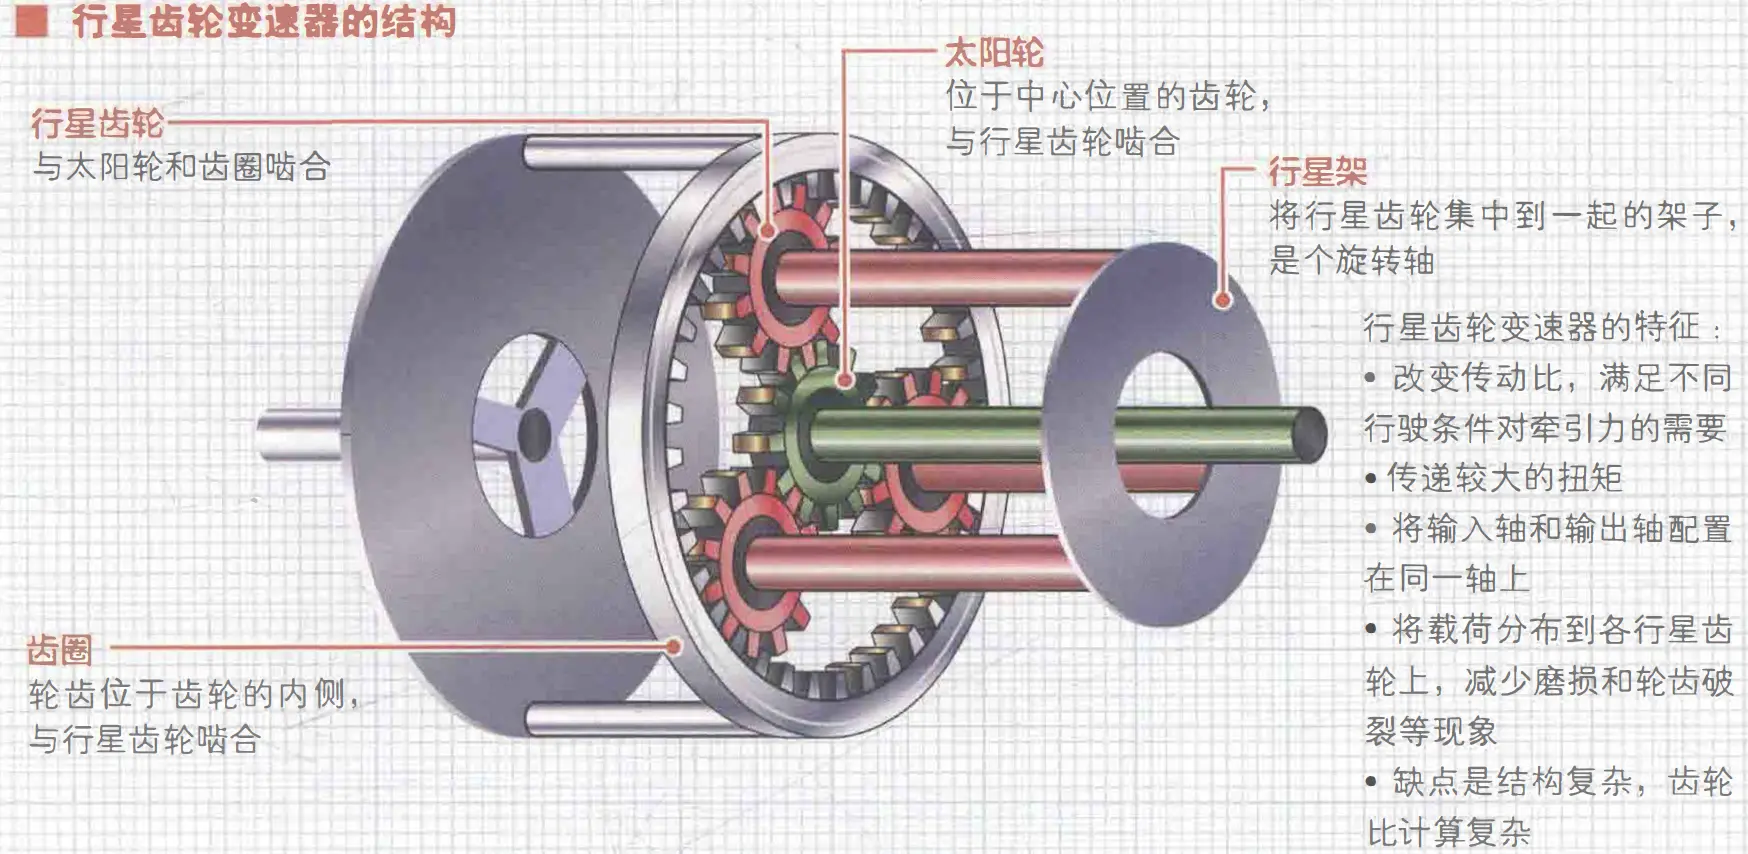 行星齿轮变速器的结构
太阳轮
位于中心位置的齿轮，
与行星齿轮啮合
行星齿轮
与太阳轮和齿圈啮合
行星架
将行星齿轮集中到一起的架子，
是个旋转轴
行星齿轮变速器的特征：
• 改变传动比，满足不同
行驶条件对牵引力的需要
• 传递较大的扭矩
• 将输入轴和输出轴配置
在同一轴上
• 将载荷分布到各行星齿
轮上，减少磨损和轮齿破
裂等现象
• 缺点是结构复杂，齿轮
比计算复杂
齿圈
轮齿位于齿轮的内侧，
与行星齿轮啮合